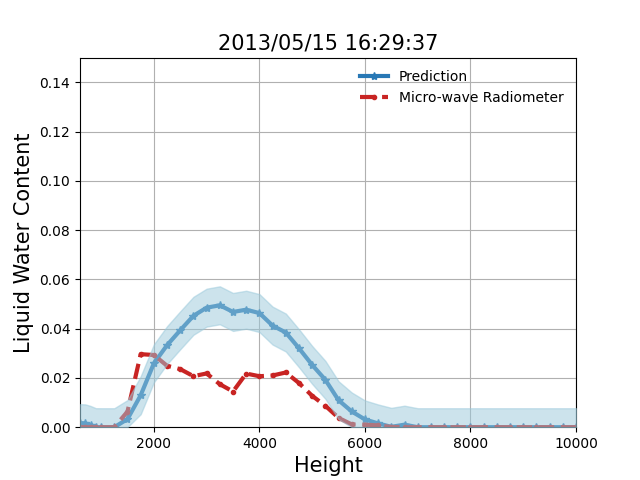 2013/05/15 16:29:37
Prediction
Micro-wave Radiometer
Liquid Water Content
0.14
0.12
0.10
0.08
0.06
0.04
0.02
0.00
2000 4000 6000 8000 10000
Height